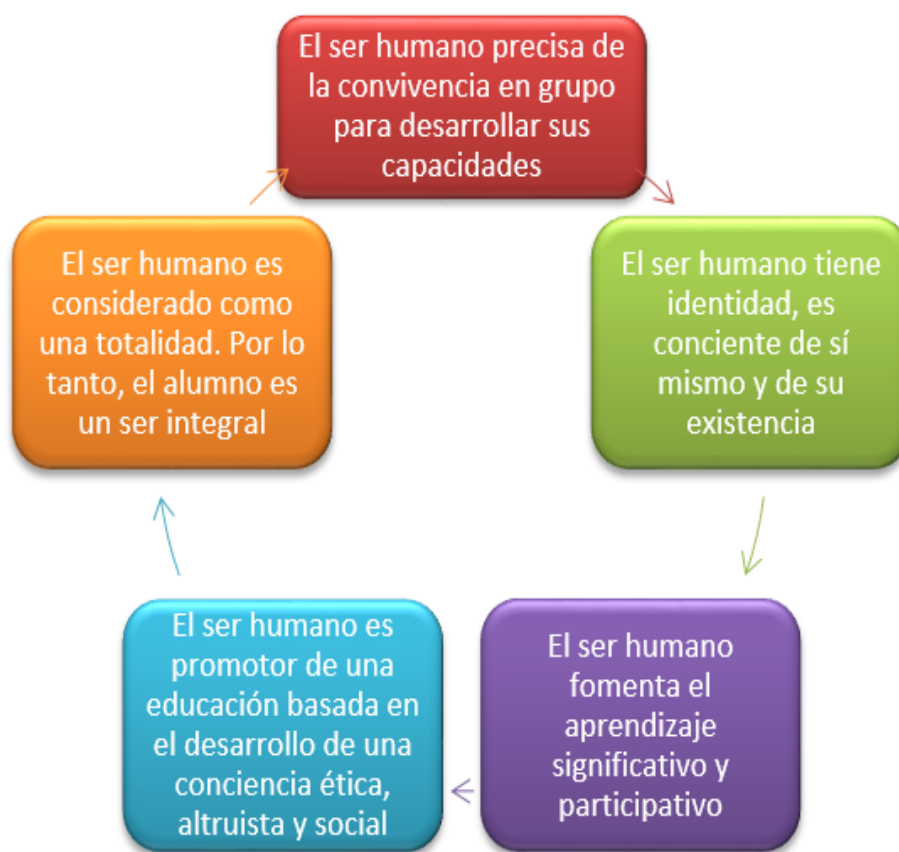 El ser humano precisa de
la convivencia en grupo
para desarrollar sus
capacidades
El ser humano tiene
identidad, es
conciente de sí
mismo y de su
existencia
El ser humano
fomenta el
aprendizaje
significativo y
participativo
El ser humano es
promotor de una
educación basada en
el desarrollo de una
conciencia ética,
altruista y social
El ser humano es
considerado como
una totalidad. Por lo
tanto, el alumno es
un ser integral